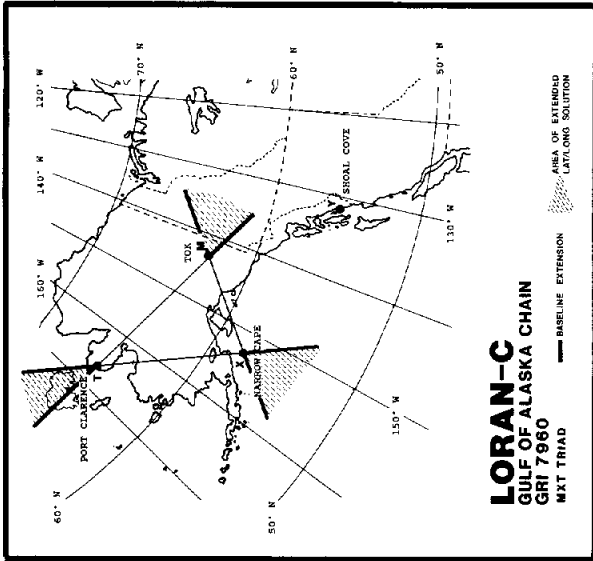 120° W
140° W
160° W
70° N
60° N
50° N
PORT CLARENCE
T
TOK
M
X
NARROW CAPE
Y
SHOAL COVE
60° N
50° N
150° W
130° W
LORAN-C
GULF OF ALASKA CHAIN
GRI 7960
MXT TRIAD
BASELINE EXTENSION
AREA OF EXTENDED
LAT/LONG SOLUTION